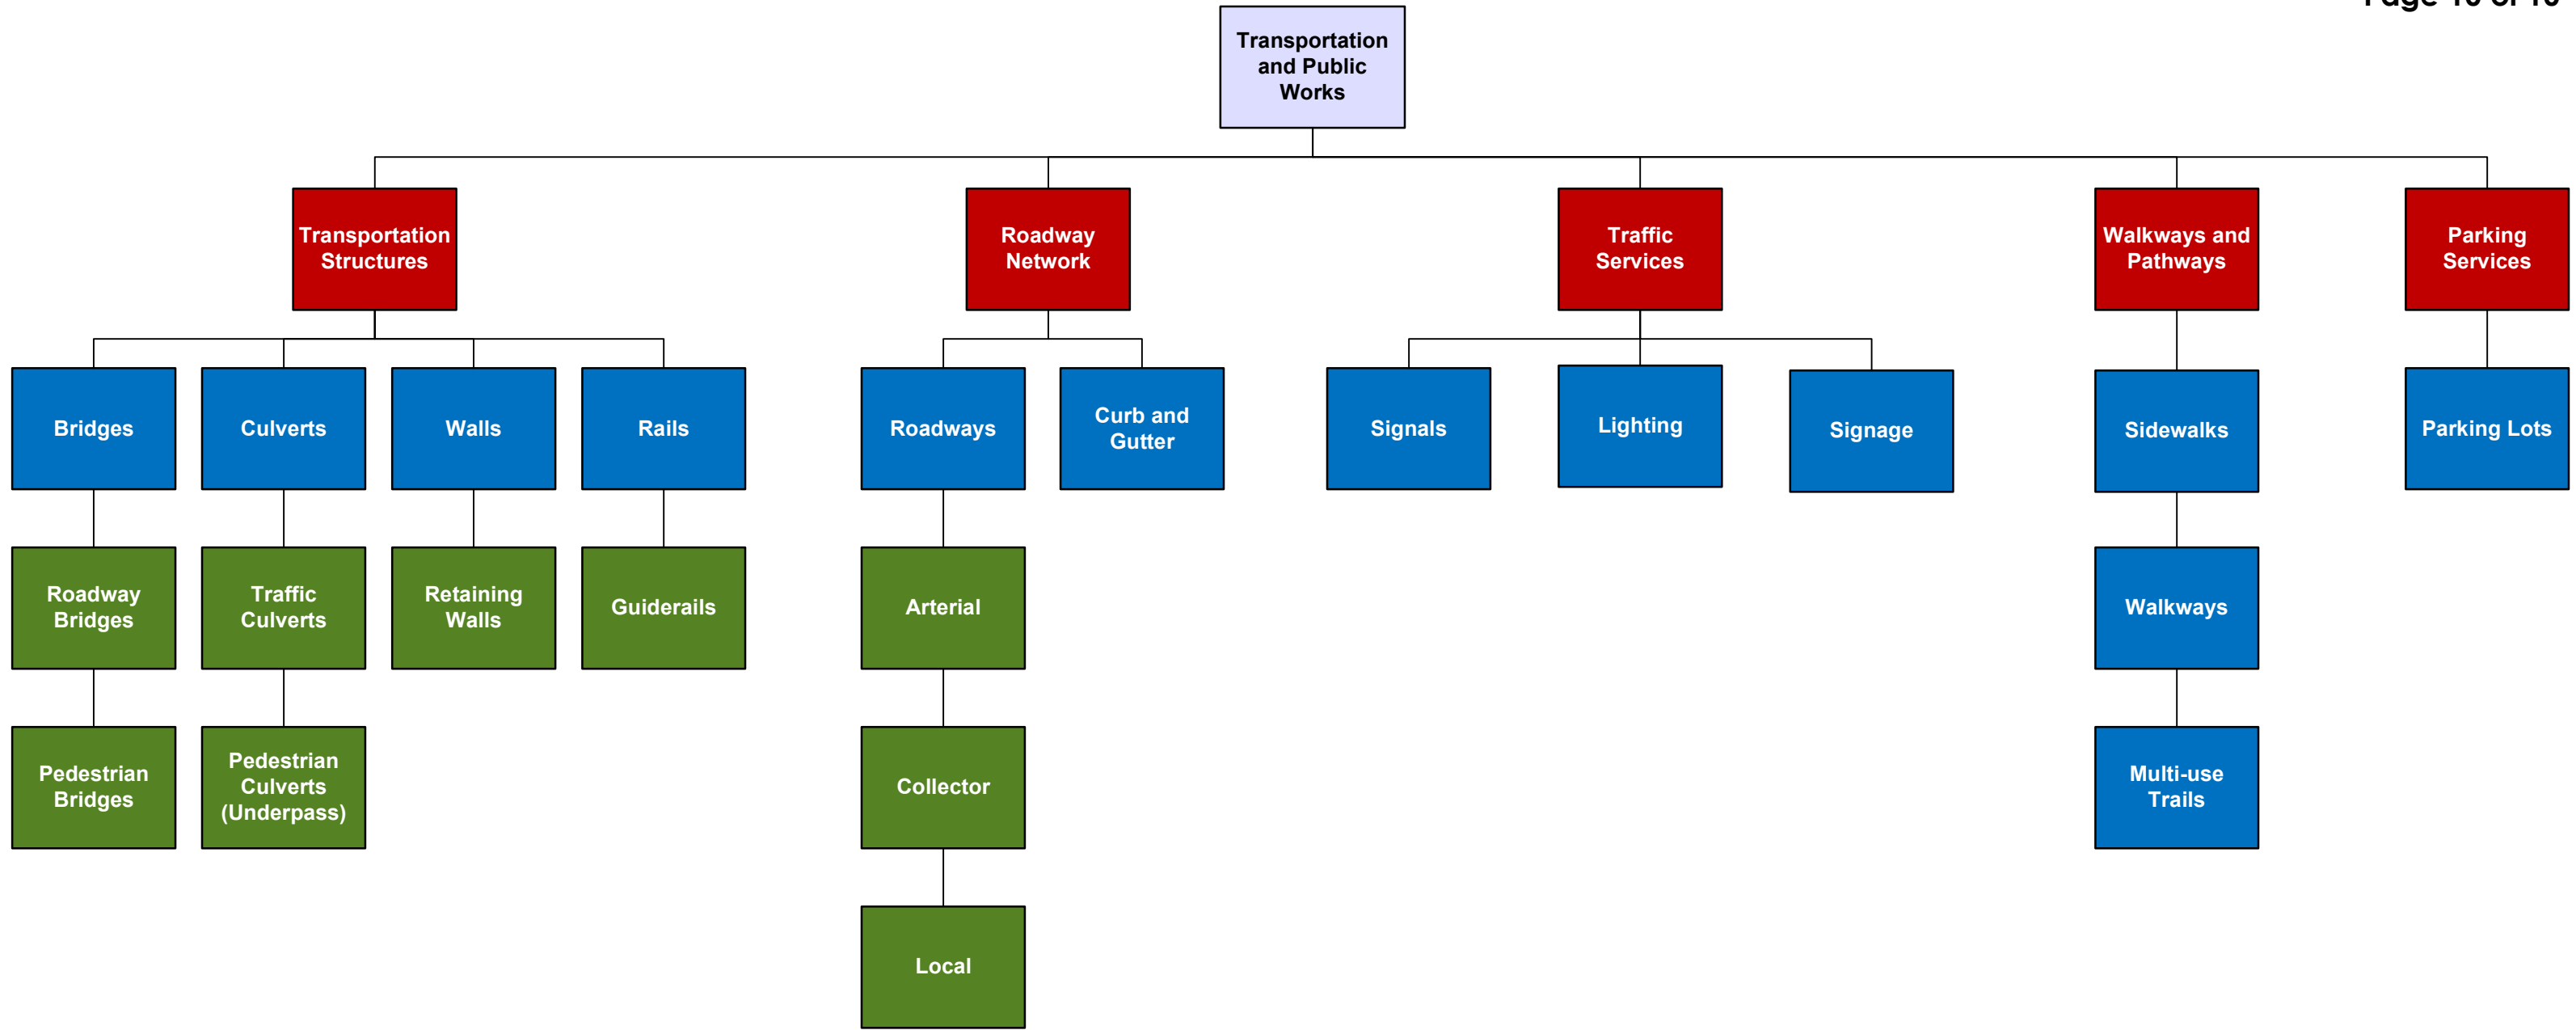 Transportation
and Public
Works
Transportation
Structures
Roadway
Network
Traffic
Services
Walkways and
Pathways
Parking
Services
Bridges
Culverts
Walls
Rails
Roadways
Curb and
Gutter
Signals
Lighting
Signage
Sidewalks
Parking Lots
Roadway
Bridges
Traffic
Culverts
Retaining
Walls
Guiderails
Arterial
Walkways
Pedestrian
Bridges
Pedestrian
Culverts
(Underpass)
Collector
Multi-use
Trails
Local